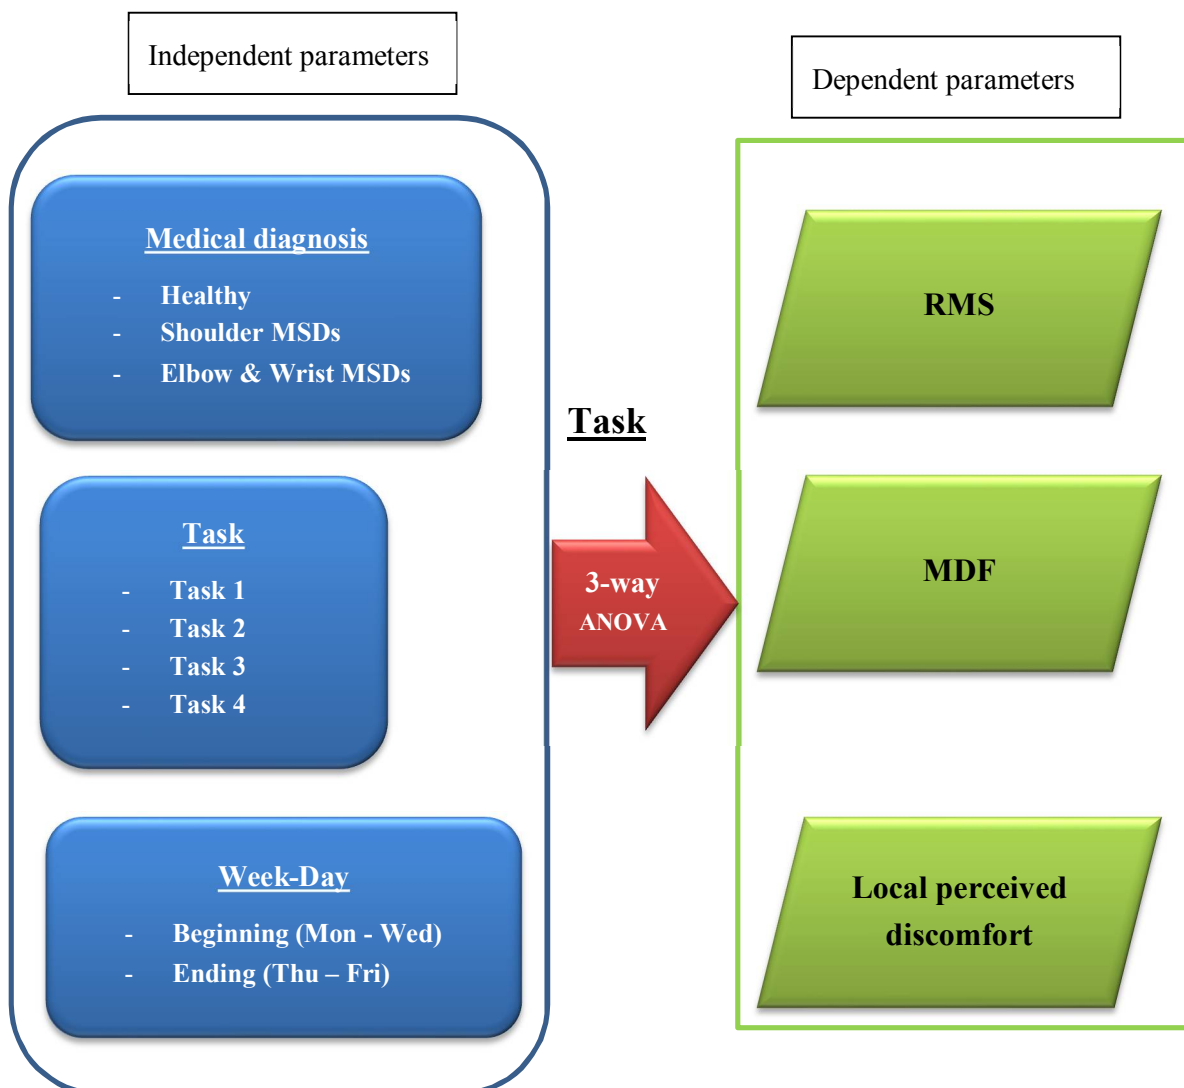 Independent parameters
Dependent parameters
Medical diagnosis
- Healthy
- Shoulder MSDs
- Elbow & Wrist MSDs
Task
- Task 1
- Task 2
- Task 3
- Task 4
Week-Day
- Beginning (Mon - Wed)
- Ending (Thu – Fri)
Task
3-way
ANOVA
RMS
MDF
Local perceived
discomfort